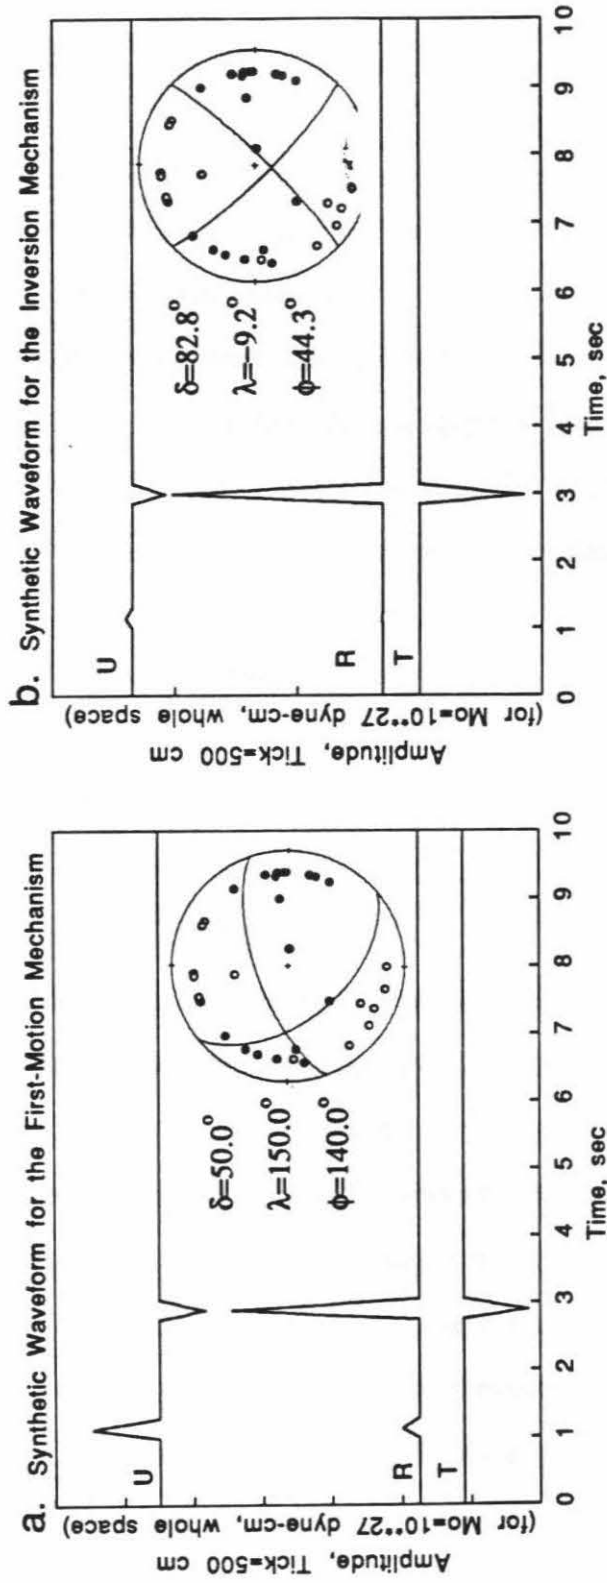 a. Synthetic Waveform for the First-Motion Mechanism
Amplitude, Tick=500 cm
(for Mo=10**27 dyne-cm, whole space)
U
R
T
δ=50.0°
λ=150.0°
ϕ=140.0°
0 1 2 3 4 5 6 7 8 9 10
Time, sec
b. Synthetic Waveform for the Inversion Mechanism
Amplitude, Tick=500 cm
(for Mo=10**27 dyne-cm, whole space)
U
R
T
δ=82.8°
λ=-9.2°
ϕ=44.3°
0 1 2 3 4 5 6 7 8 9 10
Time, sec